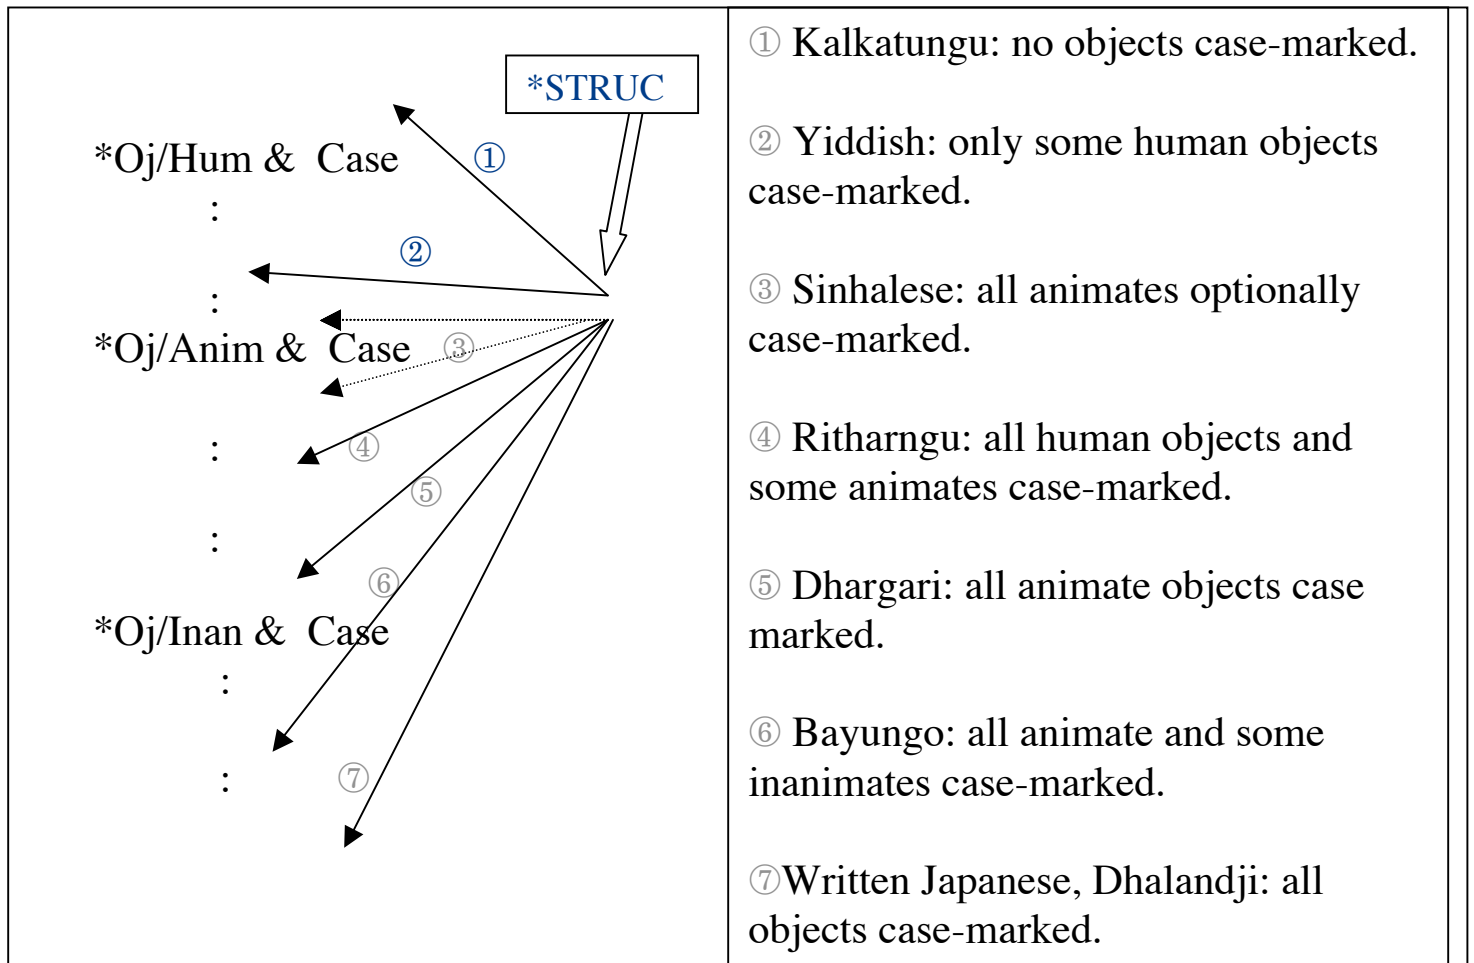 *STRUC
①
*Oj/Hum & Case
:
②
:
*Oj/Anim & Case
③
:
④
⑤
:
⑥
*Oj/Inan & Case
:
:
⑦
① Kalkatungu: no objects case-marked.
② Yiddish: only some human objects
case-marked.
③ Sinhalese: all animates optionally
case-marked.
④ Ritharngu: all human objects and
some animates case-marked.
⑤ Dhargari: all animate objects case
marked.
⑥ Bayungo: all animate and some
inanimates case-marked.
⑦Written Japanese, Dhalandji: all
objects case-marked.